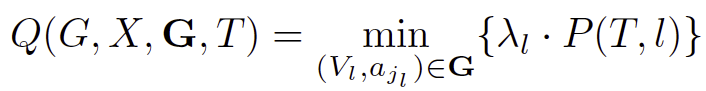 Q(G, X, **G**, T) = min_{(V_l, a_{j_l}) ∈ **G**} {λ_l · P(T, l)}